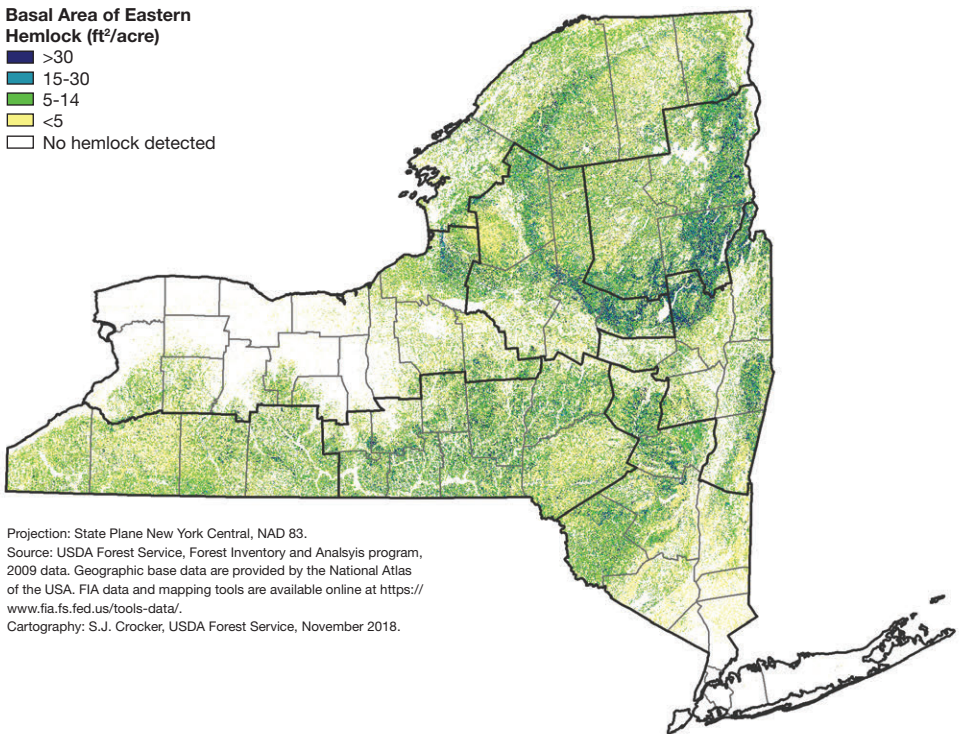 Basal Area of Eastern
Hemlock (ft²/acre)
>30
15-30
5-14
<5
No hemlock detected
Projection: State Plane New York Central, NAD 83.
Source: USDA Forest Service, Forest Inventory and Analsyis program,
2009 data. Geographic base data are provided by the National Atlas
of the USA. FIA data and mapping tools are available online at https://
www.fia.fs.fed.us/tools-data/.
Cartography: S.J. Crocker, USDA Forest Service, November 2018.